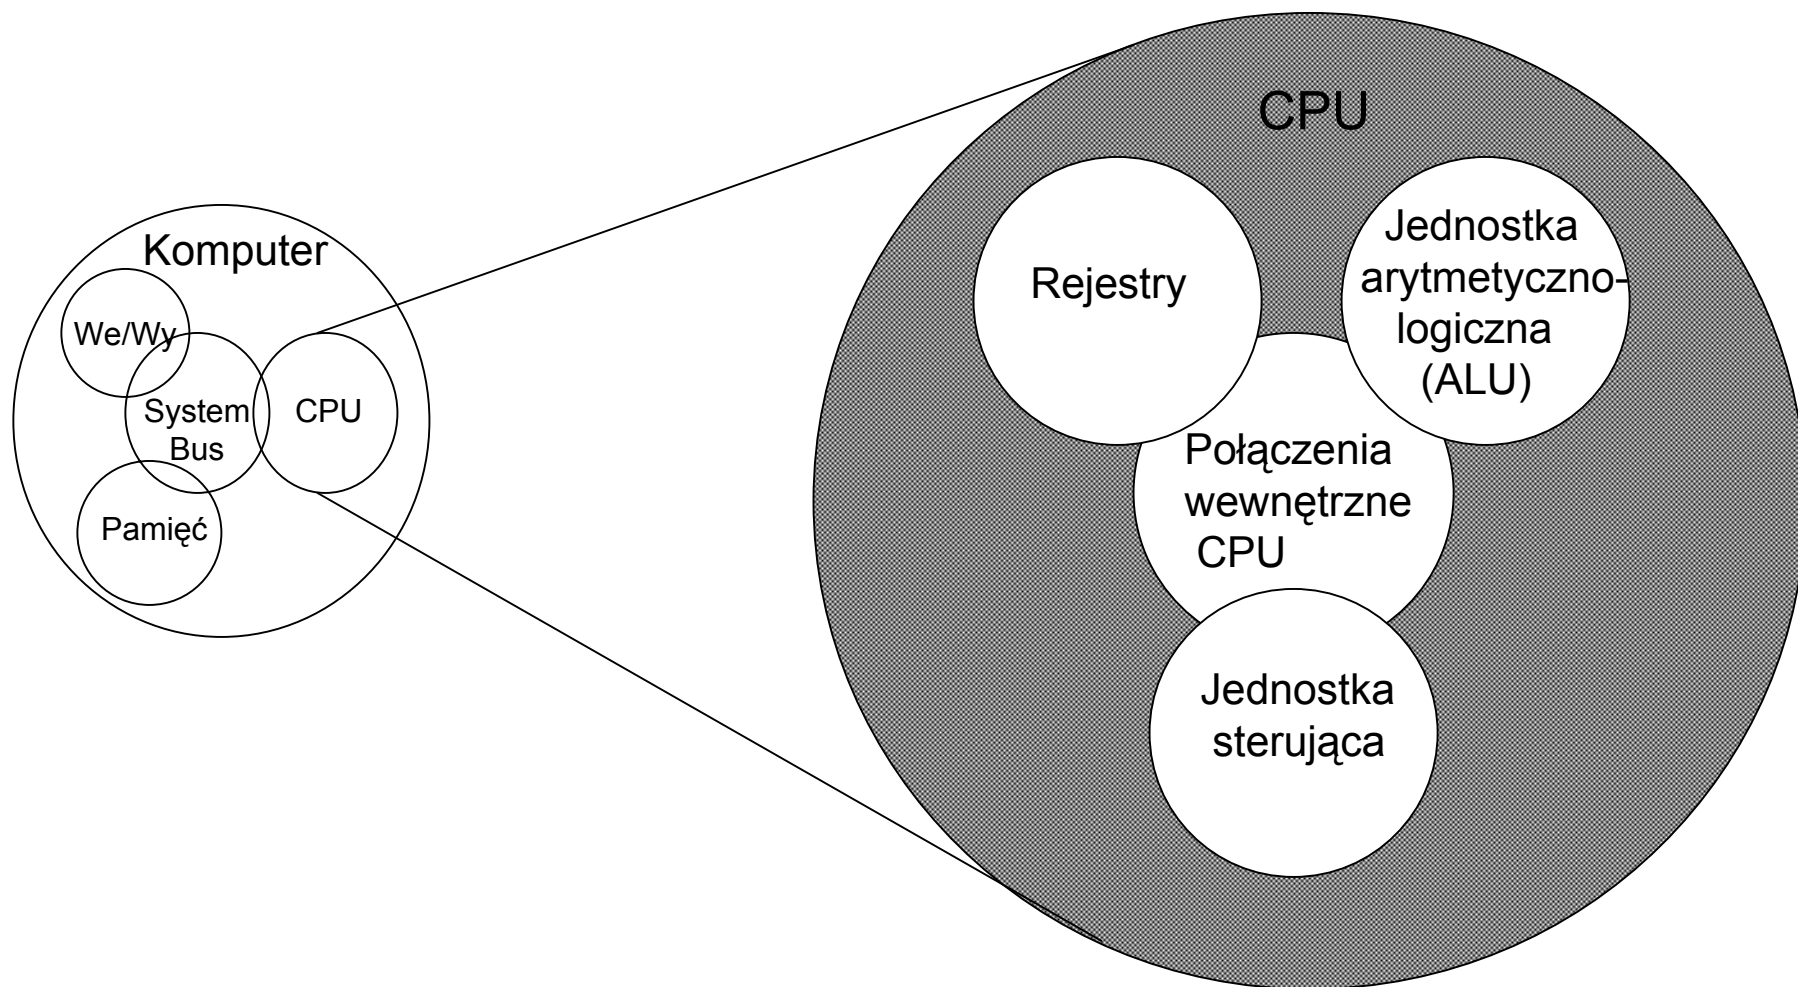 Komputer
We/Wy
System
Bus
CPU
Pamięć
CPU
Rejestry
Jednostka
arytmetyczno-
logiczna
(ALU)
Połączenia
wewnętrzne
CPU
Jednostka
sterująca